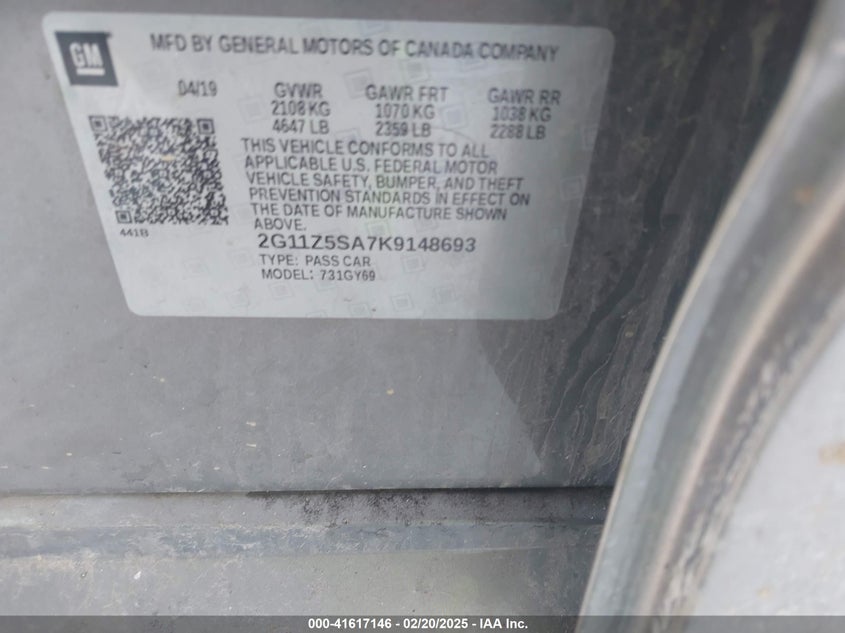 GM
MFD BY GENERAL MOTORS OF CANADA COMPANY
04/19 GVWR GAWR FRT GAWR RR
2108 KG 1070 KG 1038 KG
4647 LB 2359 LB 2288 LB
THIS VEHICLE CONFORMS TO ALL
APPLICABLE U.S. FEDERAL MOTOR
VEHICLE SAFETY, BUMPER, AND THEFT
PREVENTION STANDARDS IN EFFECT ON
THE DATE OF MANUFACTURE SHOWN
ABOVE.
441B
2G11Z5SA7K9148693
TYPE: PASS CAR
MODEL: 731GY69
000-41617146 - 02/20/2025 - IAA Inc.